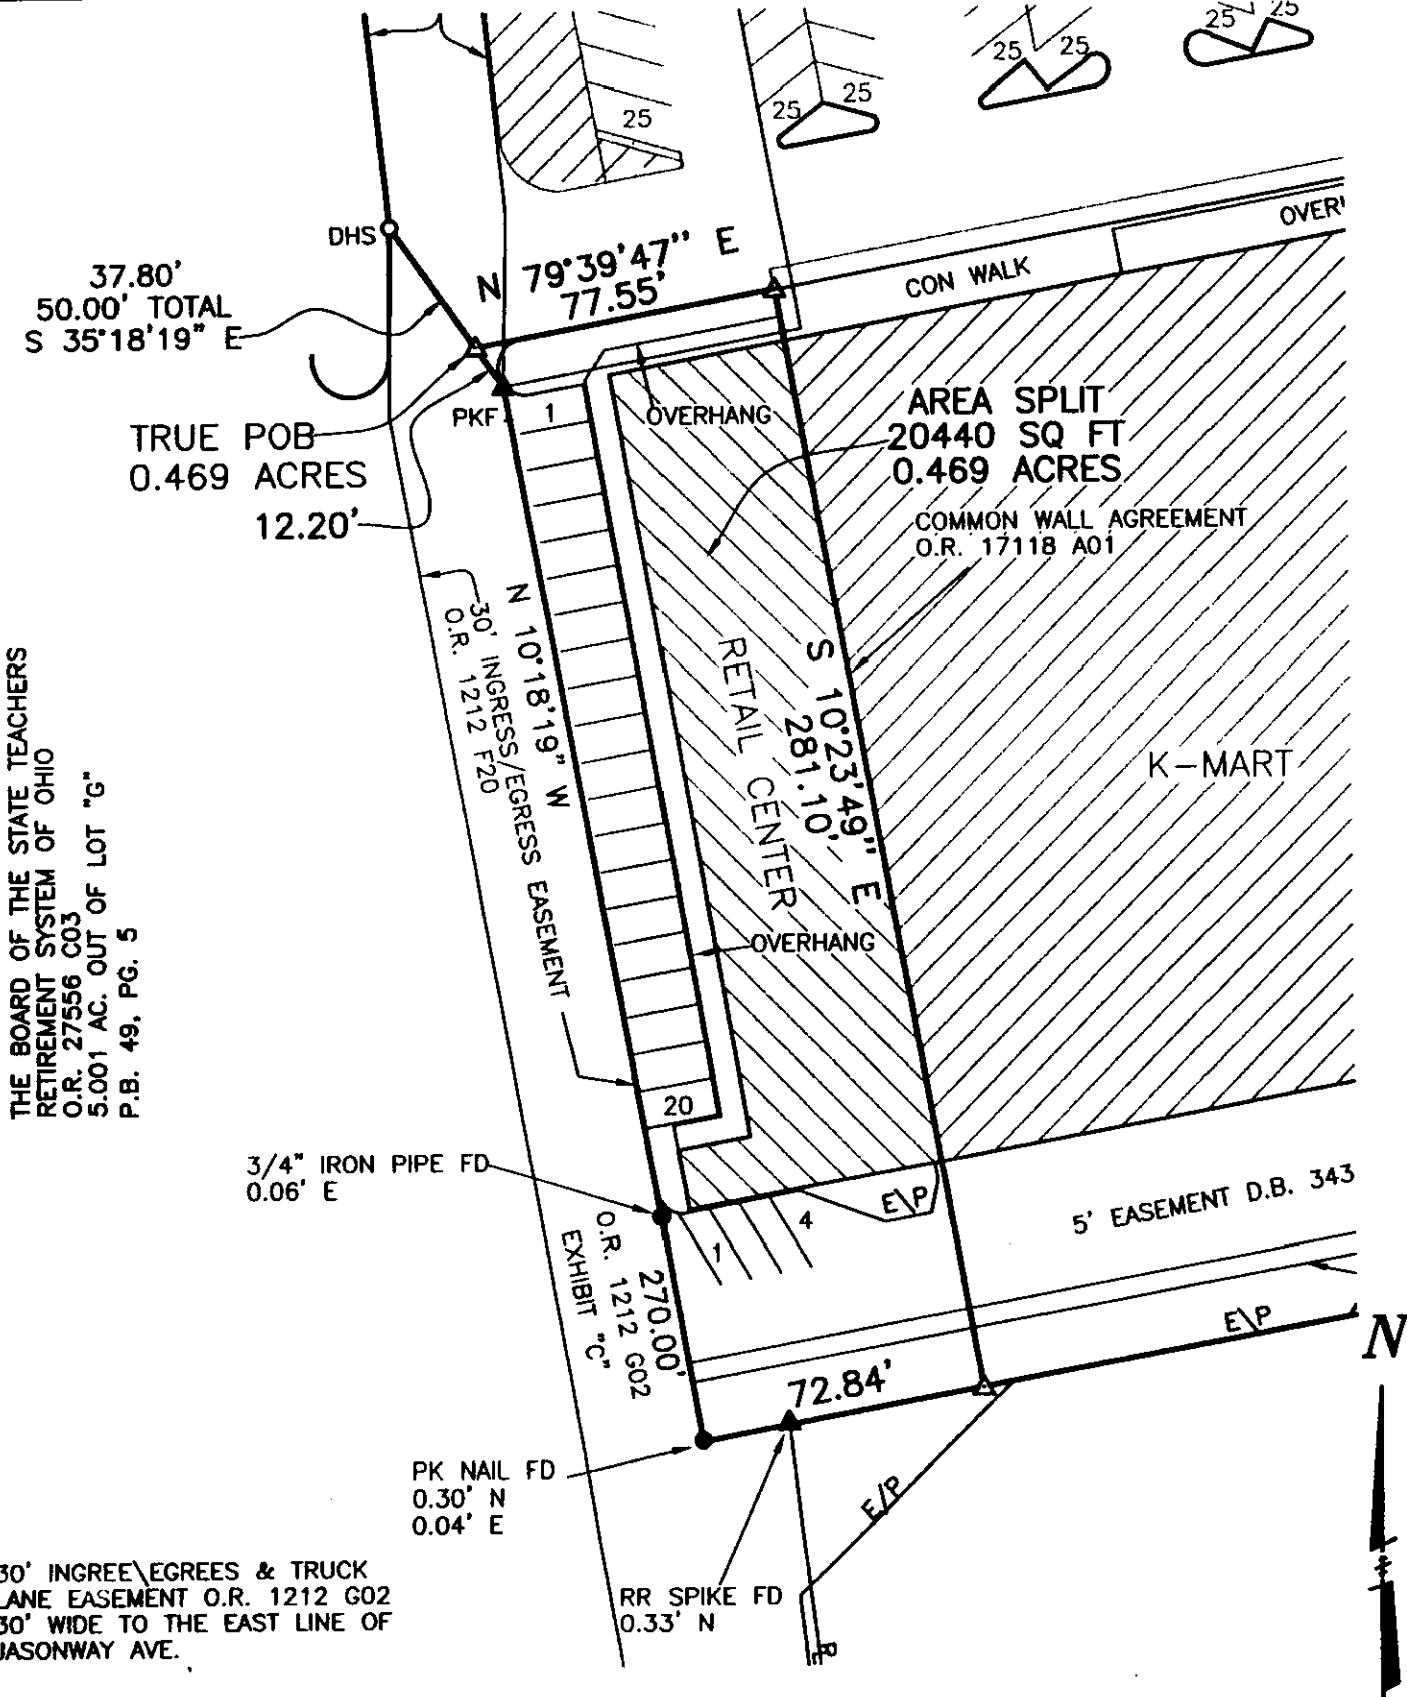 25 25
25 25
25
25
25
DHS
37.80'
50.00' TOTAL
S 35°18'19" E
N 79°39'47" E
77.55'
CON WALK
TRUE POB
0.469 ACRES
12.20'
PKF
1
OVERHANG
AREA SPLIT
20440 SQ FT
0.469 ACRES
COMMON WALL AGREEMENT
O.R. 17118 A01
N 10°18'19" W
30' INGRESS/EGRESS EASEMENT
O.R. 1212 F20
RETAIL CENTER
S 10°23'49" E
281.10'
K-MART
THE BOARD OF THE STATE TEACHERS
RETIREMENT SYSTEM OF OHIO
O.R. 27556 C03
5.001 AC. OUT OF LOT "G"
P.B. 49, PG. 5
OVERHANG
20
3/4" IRON PIPE FD
0.06' E
E\P
1
4
5' EASEMENT D.B. 343
270.00'
O.R. 1212 G02
EXHIBIT "C"
E\P
N
72.84'
PK NAIL FD
0.30' N
0.04' E
E/P
RR SPIKE FD
0.33' N
30' INGREE\EGREES & TRUCK
LANE EASEMENT O.R. 1212 G02
30' WIDE TO THE EAST LINE OF
JASONWAY AVE.